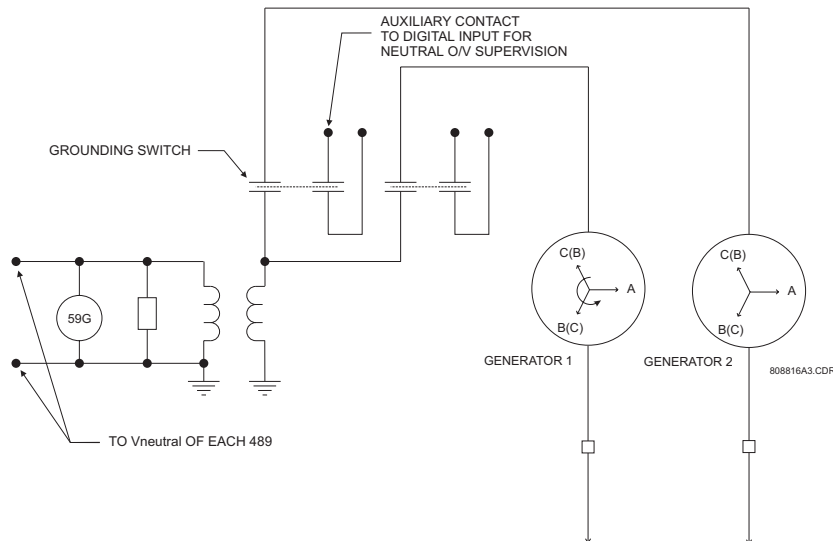 AUXILIARY CONTACT
TO DIGITAL INPUT FOR
NEUTRAL O/V SUPERVISION
GROUNDING SWITCH
C(B)
A
B(C)
C(B)
A
B(C)
59G
GENERATOR 1
GENERATOR 2
808816A3.CDR
TO Vneutral OF EACH 489